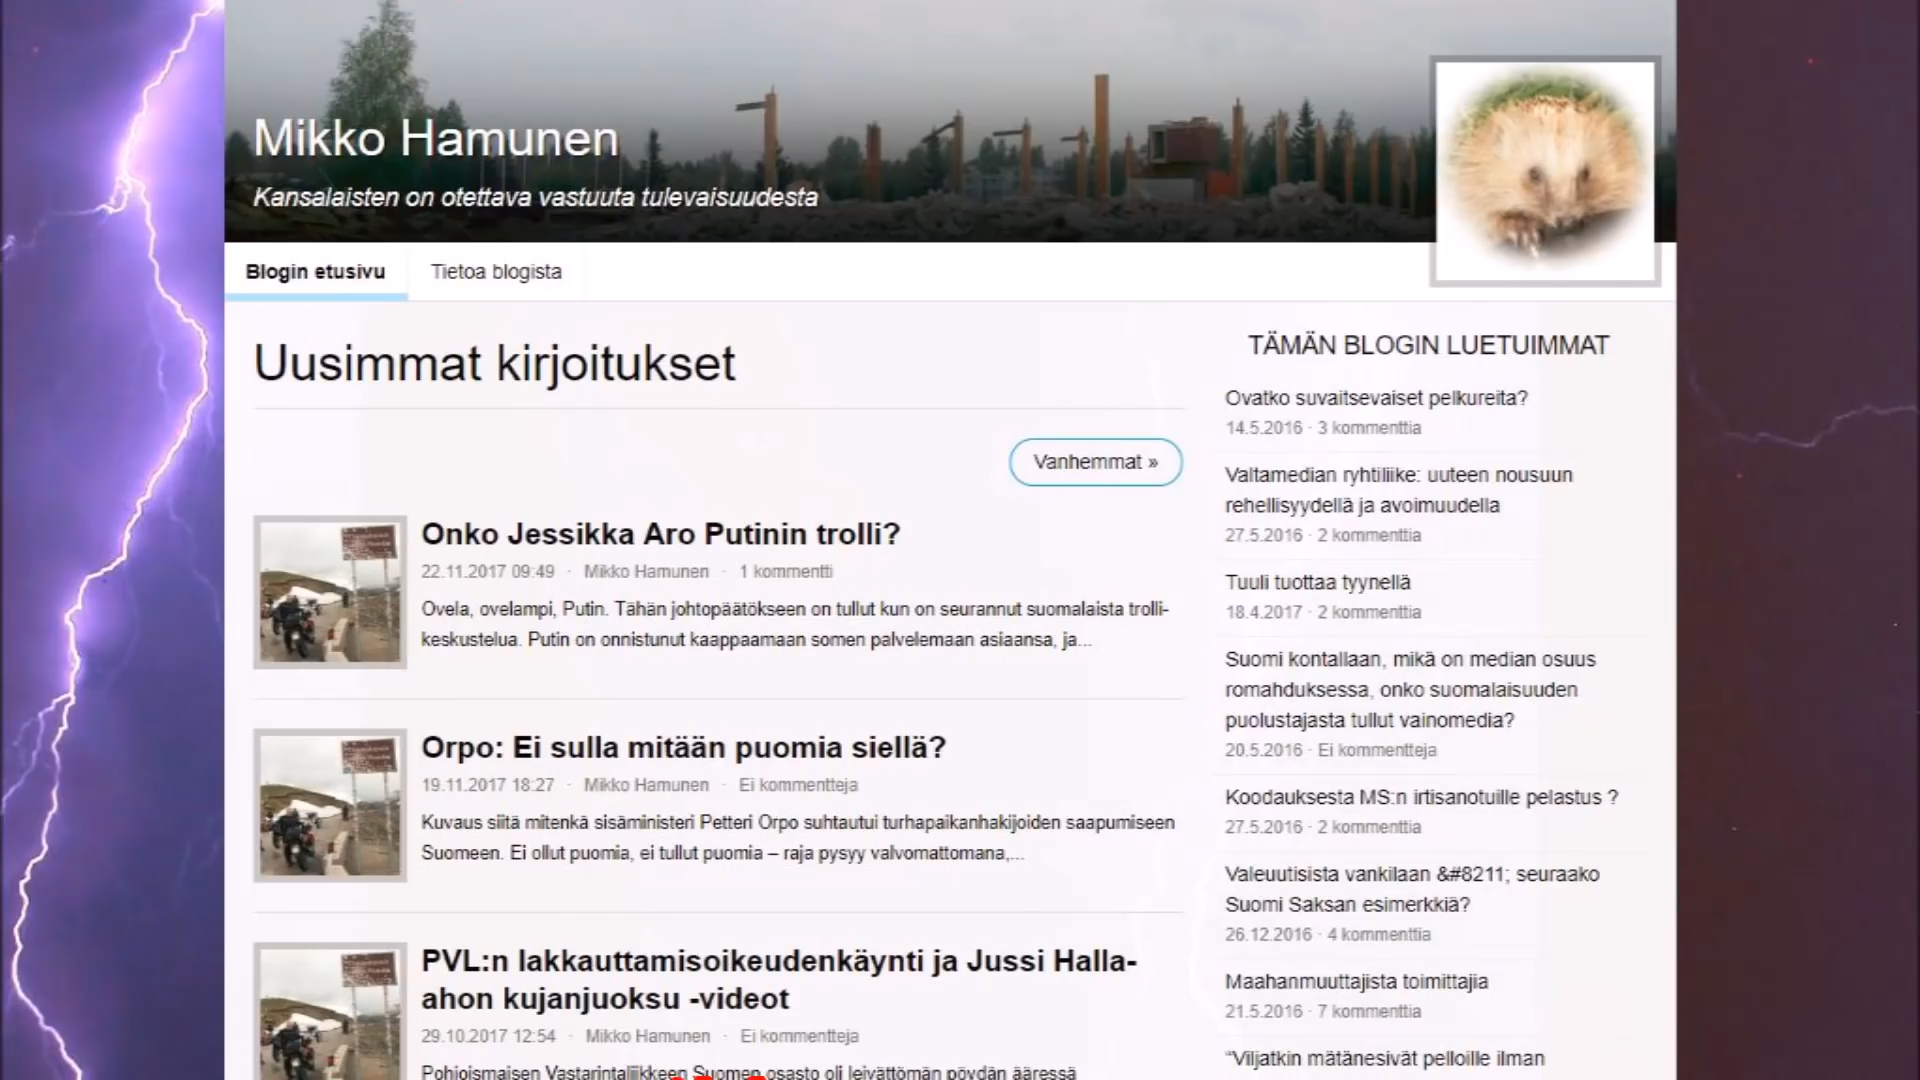 Mikko Hamunen
Kansalaisten on otettava vastuuta tulevaisuudesta
Blogin etusivu
Tietoa blogista
Uusimmat kirjoitukset
Vanhemmat »
Onko Jessikka Aro Putinin trolli?
22.11.2017 09:49 · Mikko Hamunen · 1 kommentti
Ovela, ovelampi, Putin. Tähän johtopäätökseen on tullut kun on seurannut suomalaista trolli-
keskustelua. Putin on onnistunut kaappaamaan somen palvelemaan asiaansa, ja...
Orpo: Ei sulla mitään puomia siellä?
19.11.2017 18:27 · Mikko Hamunen · Ei kommentteja
Kuvaus siitä mitenkä sisäministeri Petteri Orpo suhtautui turhapaikanhakijoiden saapumiseen
Suomeen. Ei ollut puomia, ei tullut puomia – raja pysyy valvomattomana,...
PVL:n lakkauttamisoikeudenkäynti ja Jussi Halla-
ahon kujanjuoksu -videot
29.10.2017 12:54 · Mikko Hamunen · Ei kommentteja
Pohjoismaisen Vastarintaliikkeen Suomen osasto oli leivättömän pöydän ääressä
TÄMÄN BLOGIN LUETUIMMAT
Ovatko suvaitsevaiset pelkureita?
14.5.2016 · 3 kommenttia
Valtamedian ryhtiliike: uuteen nousuun
rehellisyydellä ja avoimuudella
27.5.2016 · 2 kommenttia
Tuuli tuottaa tyynellä
18.4.2017 · 2 kommenttia
Suomi kontallaan, mikä on median osuus
romahduksessa, onko suomalaisuuden
puolustajasta tullut vainomedia?
20.5.2016 · Ei kommentteja
Koodauksesta MS:n irtisanotuille pelastus ?
27.5.2016 · 2 kommenttia
Valeuutisista vankilaan &#8211; seuraako
Suomi Saksan esimerkkiä?
26.12.2016 · 4 kommenttia
Maahanmuuttajista toimittajia
21.5.2016 · 7 kommenttia
“Viljatkin mätänesivät pelloille ilman